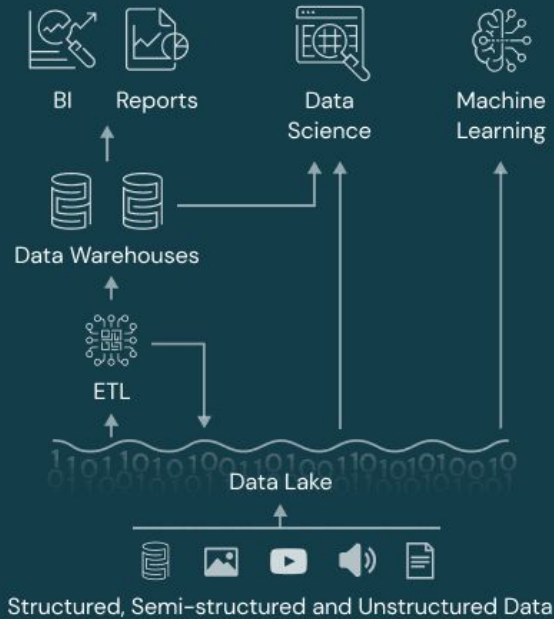 BI
Reports
Data
Science
Machine
Learning
Data Warehouses
ETL
Data Lake
Structured, Semi-structured and Unstructured Data